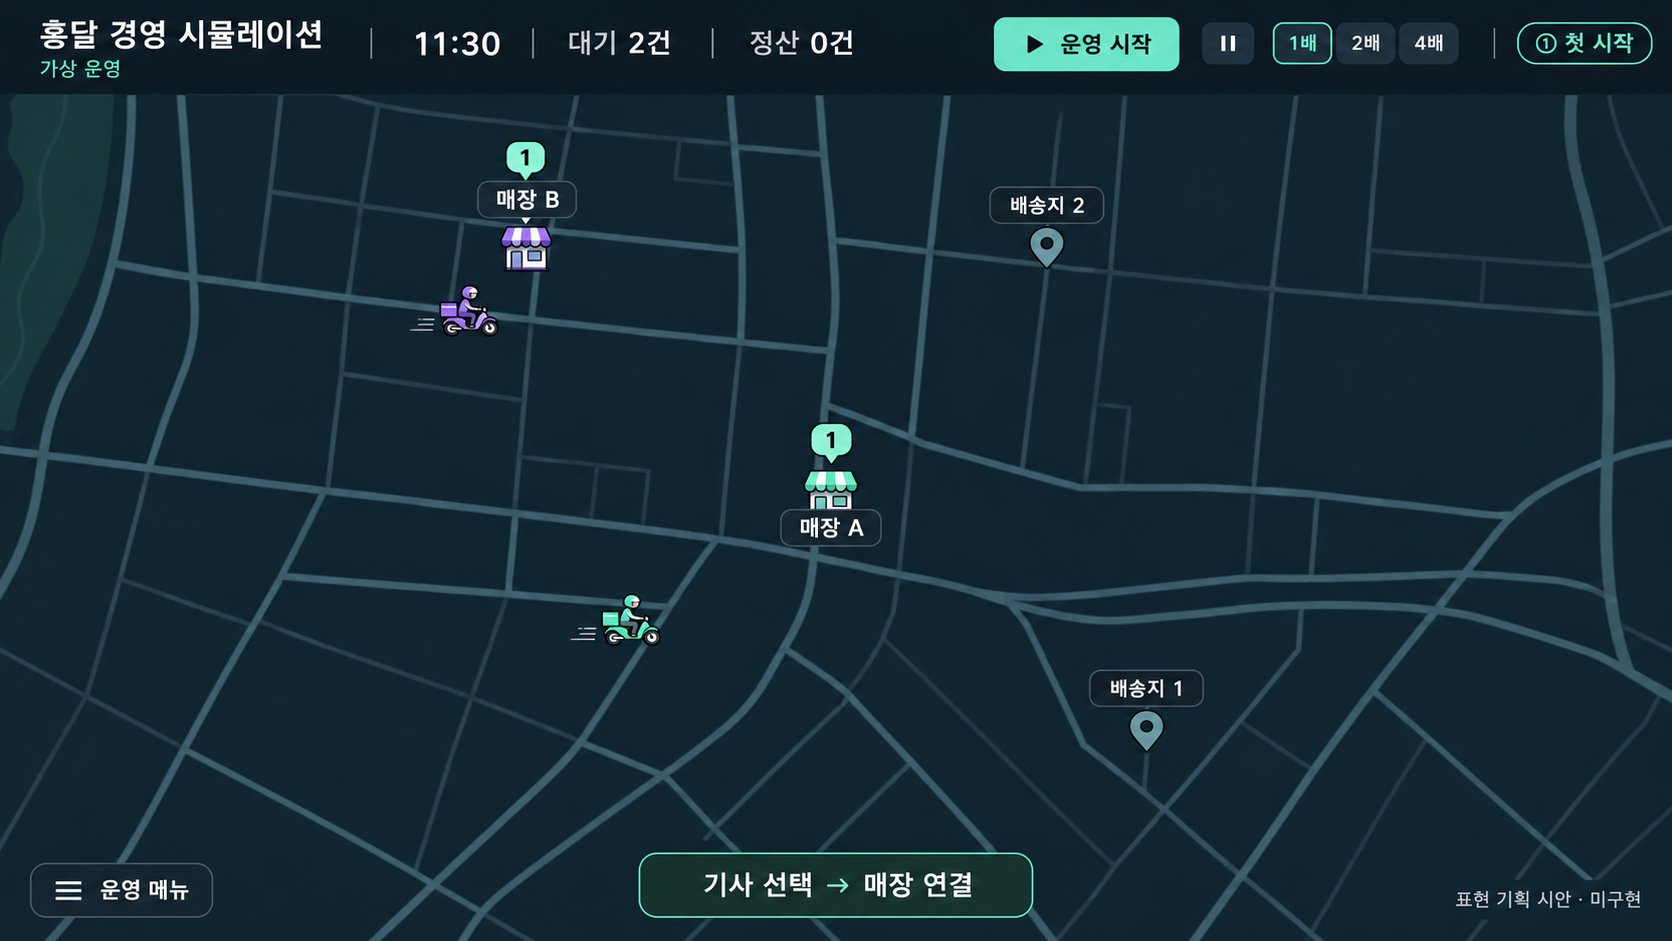 홍달 경영 시뮬레이션
가상 운영
11:30
대기 2건
정산 0건
운영 시작
1배
2배
4배
① 첫 시작
1
매장 B
배송지 2
1
매장 A
배송지 1
운영 메뉴
기사 선택 → 매장 연결
표현 기획 시안 · 미구현